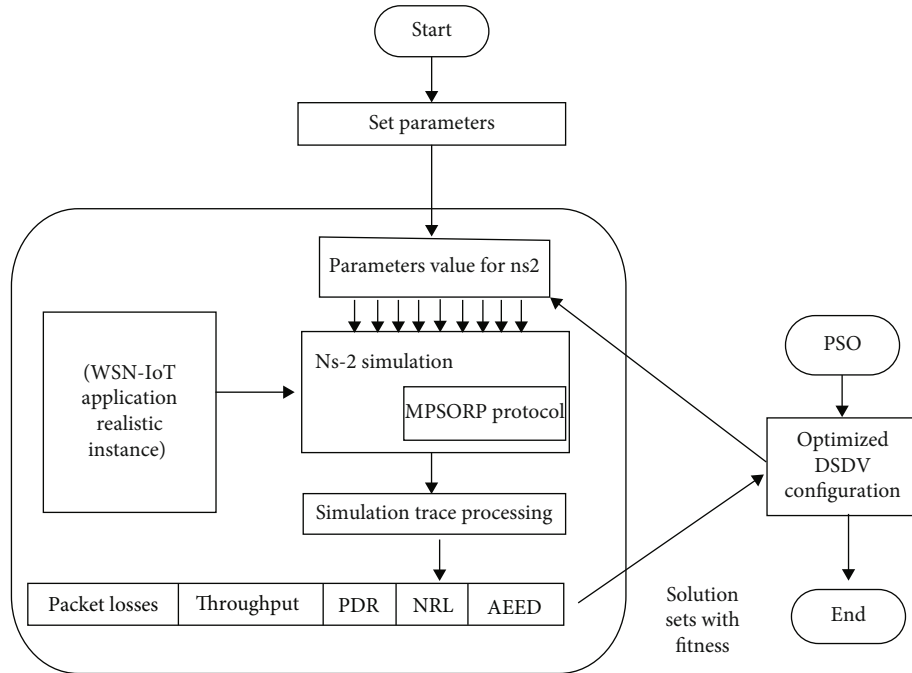 Start
Set parameters
Parameters value for ns2
(WSN-IoT
application
realistic
instance)
Ns-2 simulation
MPSORP protocol
Simulation trace processing
Packet losses
Throughput
PDR
NRL
AEED
PSO
Optimized
DSDV
configuration
Solution
sets with
fitness
End